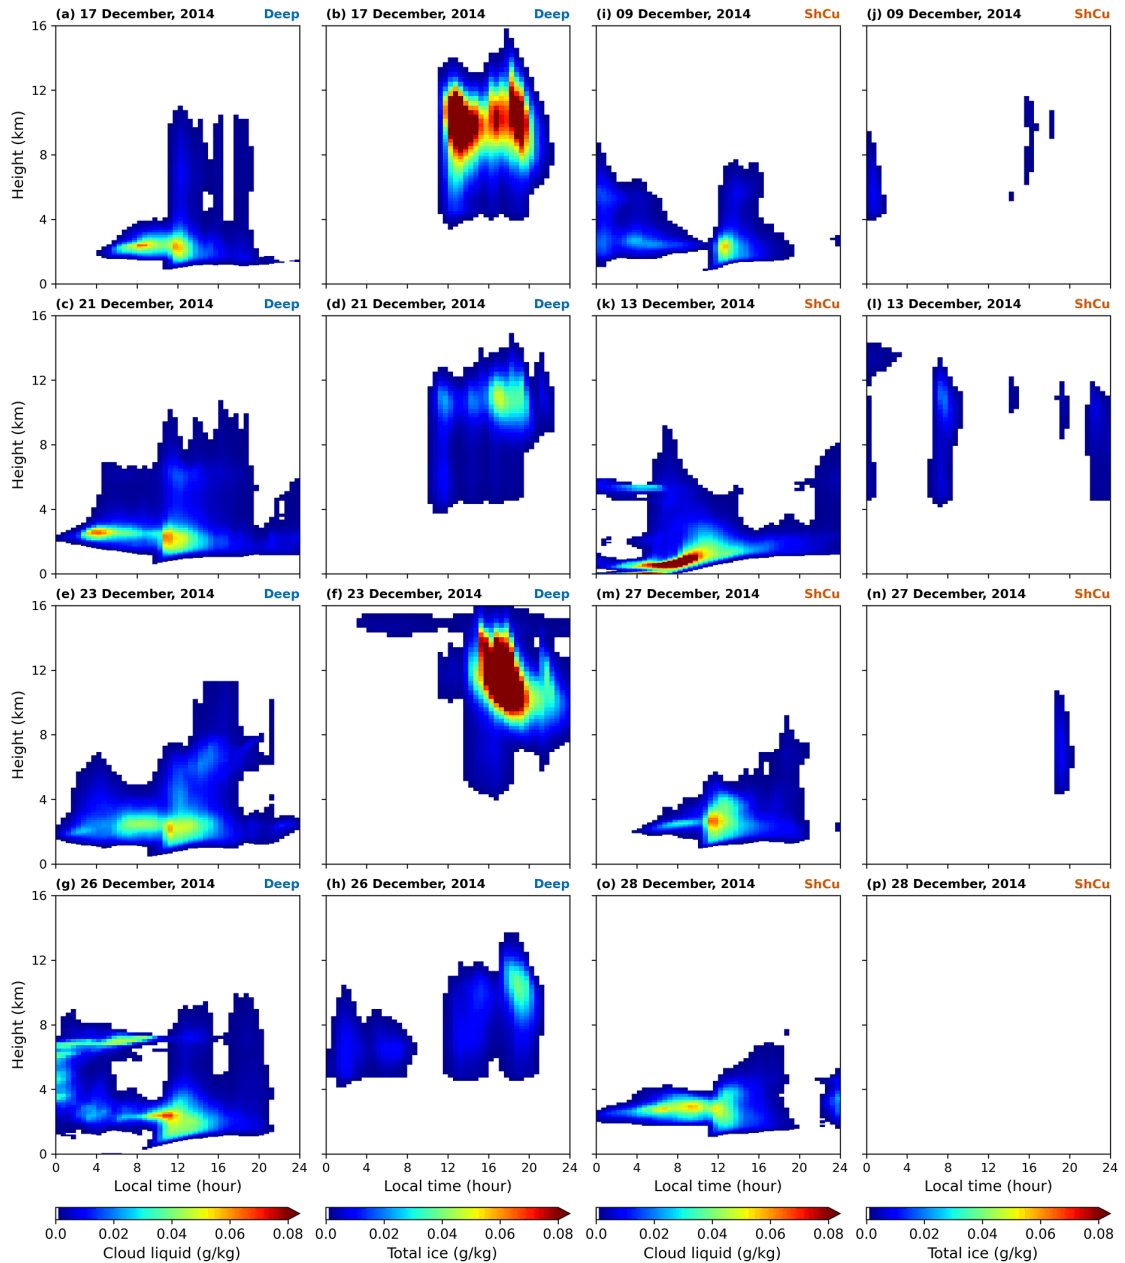 (a) 17 December, 2014 Deep
(b) 17 December, 2014 Deep
(i) 09 December, 2014 ShCu
(j) 09 December, 2014 ShCu
16
12
8
4
0
Height (km)
(c) 21 December, 2014 Deep
(d) 21 December, 2014 Deep
(k) 13 December, 2014 ShCu
(l) 13 December, 2014 ShCu
16
12
8
4
0
Height (km)
(e) 23 December, 2014 Deep
(f) 23 December, 2014 Deep
(m) 27 December, 2014 ShCu
(n) 27 December, 2014 ShCu
16
12
8
4
0
Height (km)
(g) 26 December, 2014 Deep
(h) 26 December, 2014 Deep
(o) 28 December, 2014 ShCu
(p) 28 December, 2014 ShCu
16
12
8
4
0
Height (km)
0 4 8 12 16 20 24
0 4 8 12 16 20 24
0 4 8 12 16 20 24
0 4 8 12 16 20 24
Local time (hour)
Local time (hour)
Local time (hour)
Local time (hour)
0.0 0.02 0.04 0.06 0.08
0.0 0.02 0.04 0.06 0.08
0.0 0.02 0.04 0.06 0.08
0.0 0.02 0.04 0.06 0.08
Cloud liquid (g/kg)
Total ice (g/kg)
Cloud liquid (g/kg)
Total ice (g/kg)